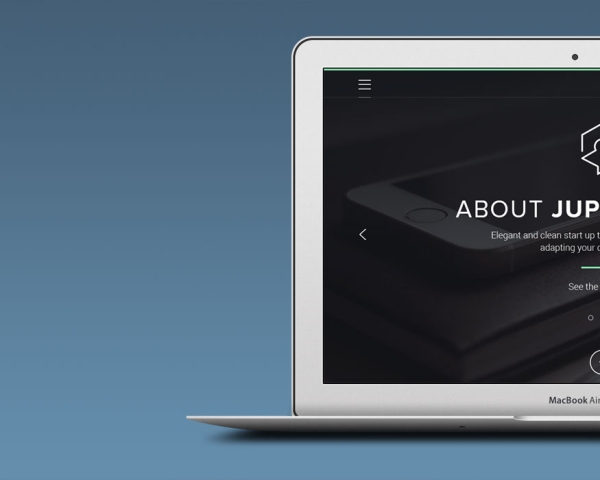 ABOUT JUP
Elegant and clean start up t
adapting your
See the
MacBook Air